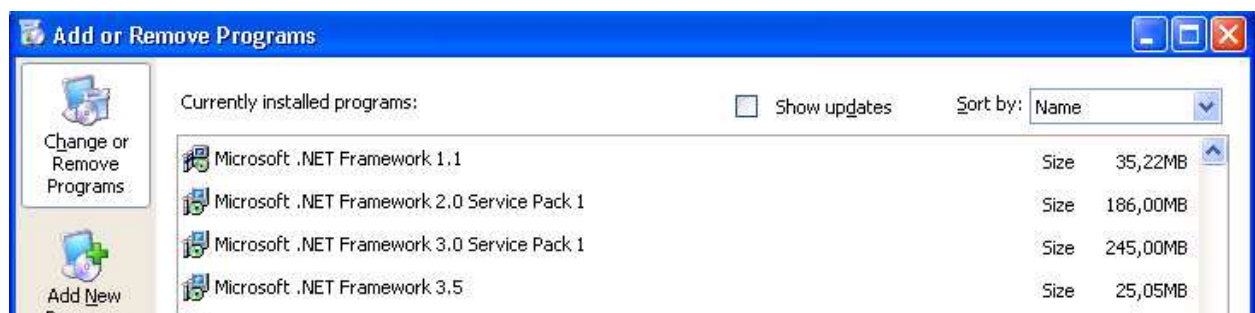 Add or Remove Programs
Change or
Remove
Programs
Add New
Currently installed programs:
Show updates
Sort by: Name
Microsoft .NET Framework 1.1 Size 35,22MB
Microsoft .NET Framework 2.0 Service Pack 1 Size 186,00MB
Microsoft .NET Framework 3.0 Service Pack 1 Size 245,00MB
Microsoft .NET Framework 3.5 Size 25,05MB